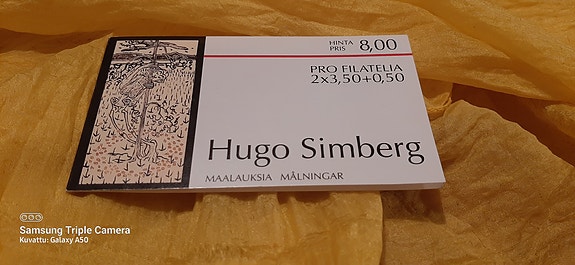 HINTA
PRIS 8,00
PRO FILATELIA
2x3,50+0,50
Hugo Simberg
MAALAUKSIA MÅLNINGAR
Samsung Triple Camera
Kuvattu: Galaxy A50